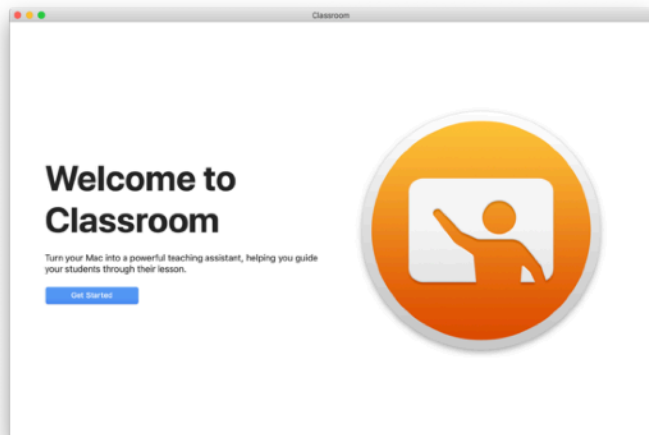 Classroom
Welcome to
Classroom
Turn your Mac into a powerful teaching assistant, helping you guide
your students through their lesson.
Get Started